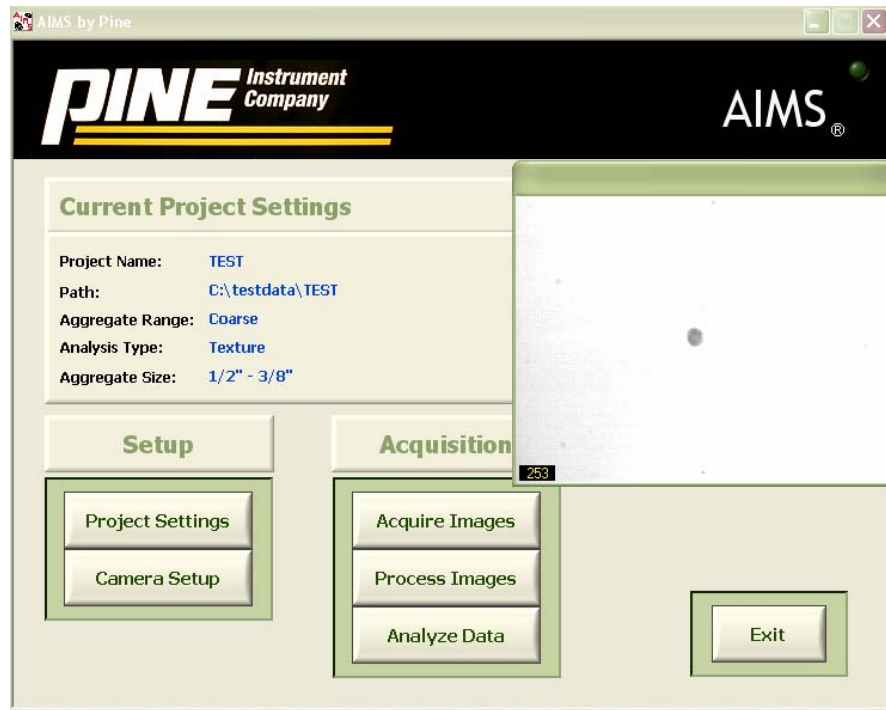 AIMS by Pine
PINE Instrument Company
AIMS®
Current Project Settings
Project Name: TEST
Path: C:\testdata\TEST
Aggregate Range: Coarse
Analysis Type: Texture
Aggregate Size: 1/2" - 3/8"
253
Setup
Acquisition
Project Settings
Camera Setup
Acquire Images
Process Images
Analyze Data
Exit